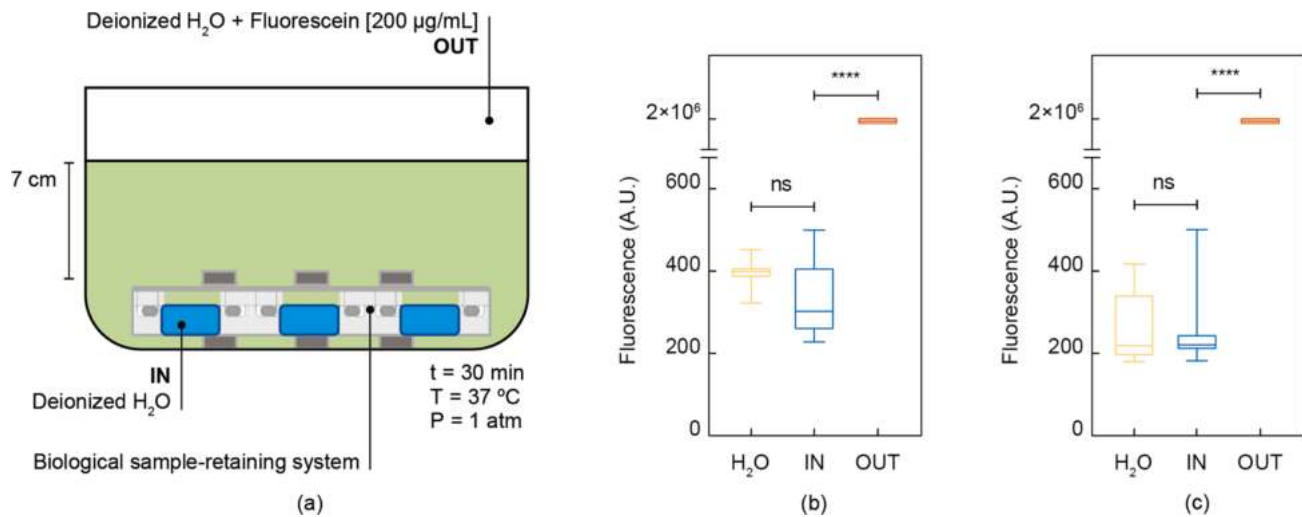 Deionized H₂O + Fluorescein [200 µg/mL]
OUT
7 cm
IN
Deionized H₂O
t = 30 min
T = 37 ºC
P = 1 atm
Biological sample-retaining system
(a)
Fluorescence (A.U.)
2×10⁶
600
400
200
0
ns
****
H₂O IN OUT
(b)
Fluorescence (A.U.)
2×10⁶
600
400
200
0
ns
****
H₂O IN OUT
(c)